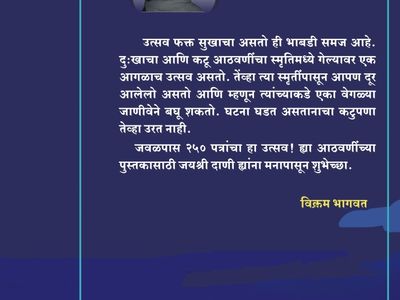 उत्सव फक्त सुखाचा असतो ही भाबडी समज आहे.
दुःखाचा आणि कटू आठवणींचा स्मृतिमध्ये गेल्यावर एक
आगळाच उत्सव असतो. तेंव्हा त्या स्मृतींपासून आपण दूर
आलेलो असतो आणि म्हणून त्यांच्याकडे एका वेगळ्या
जाणीवेने बघू शकतो. घटना घडत असतानाचा कटुपणा
तेव्हा उरत नाही.
जवळपास २५० पत्रांचा हा उत्सव! ह्या आठवणींच्या
पुस्तकासाठी जयश्री दाणी ह्यांना मनापासून शुभेच्छा.
विक्रम भागवत